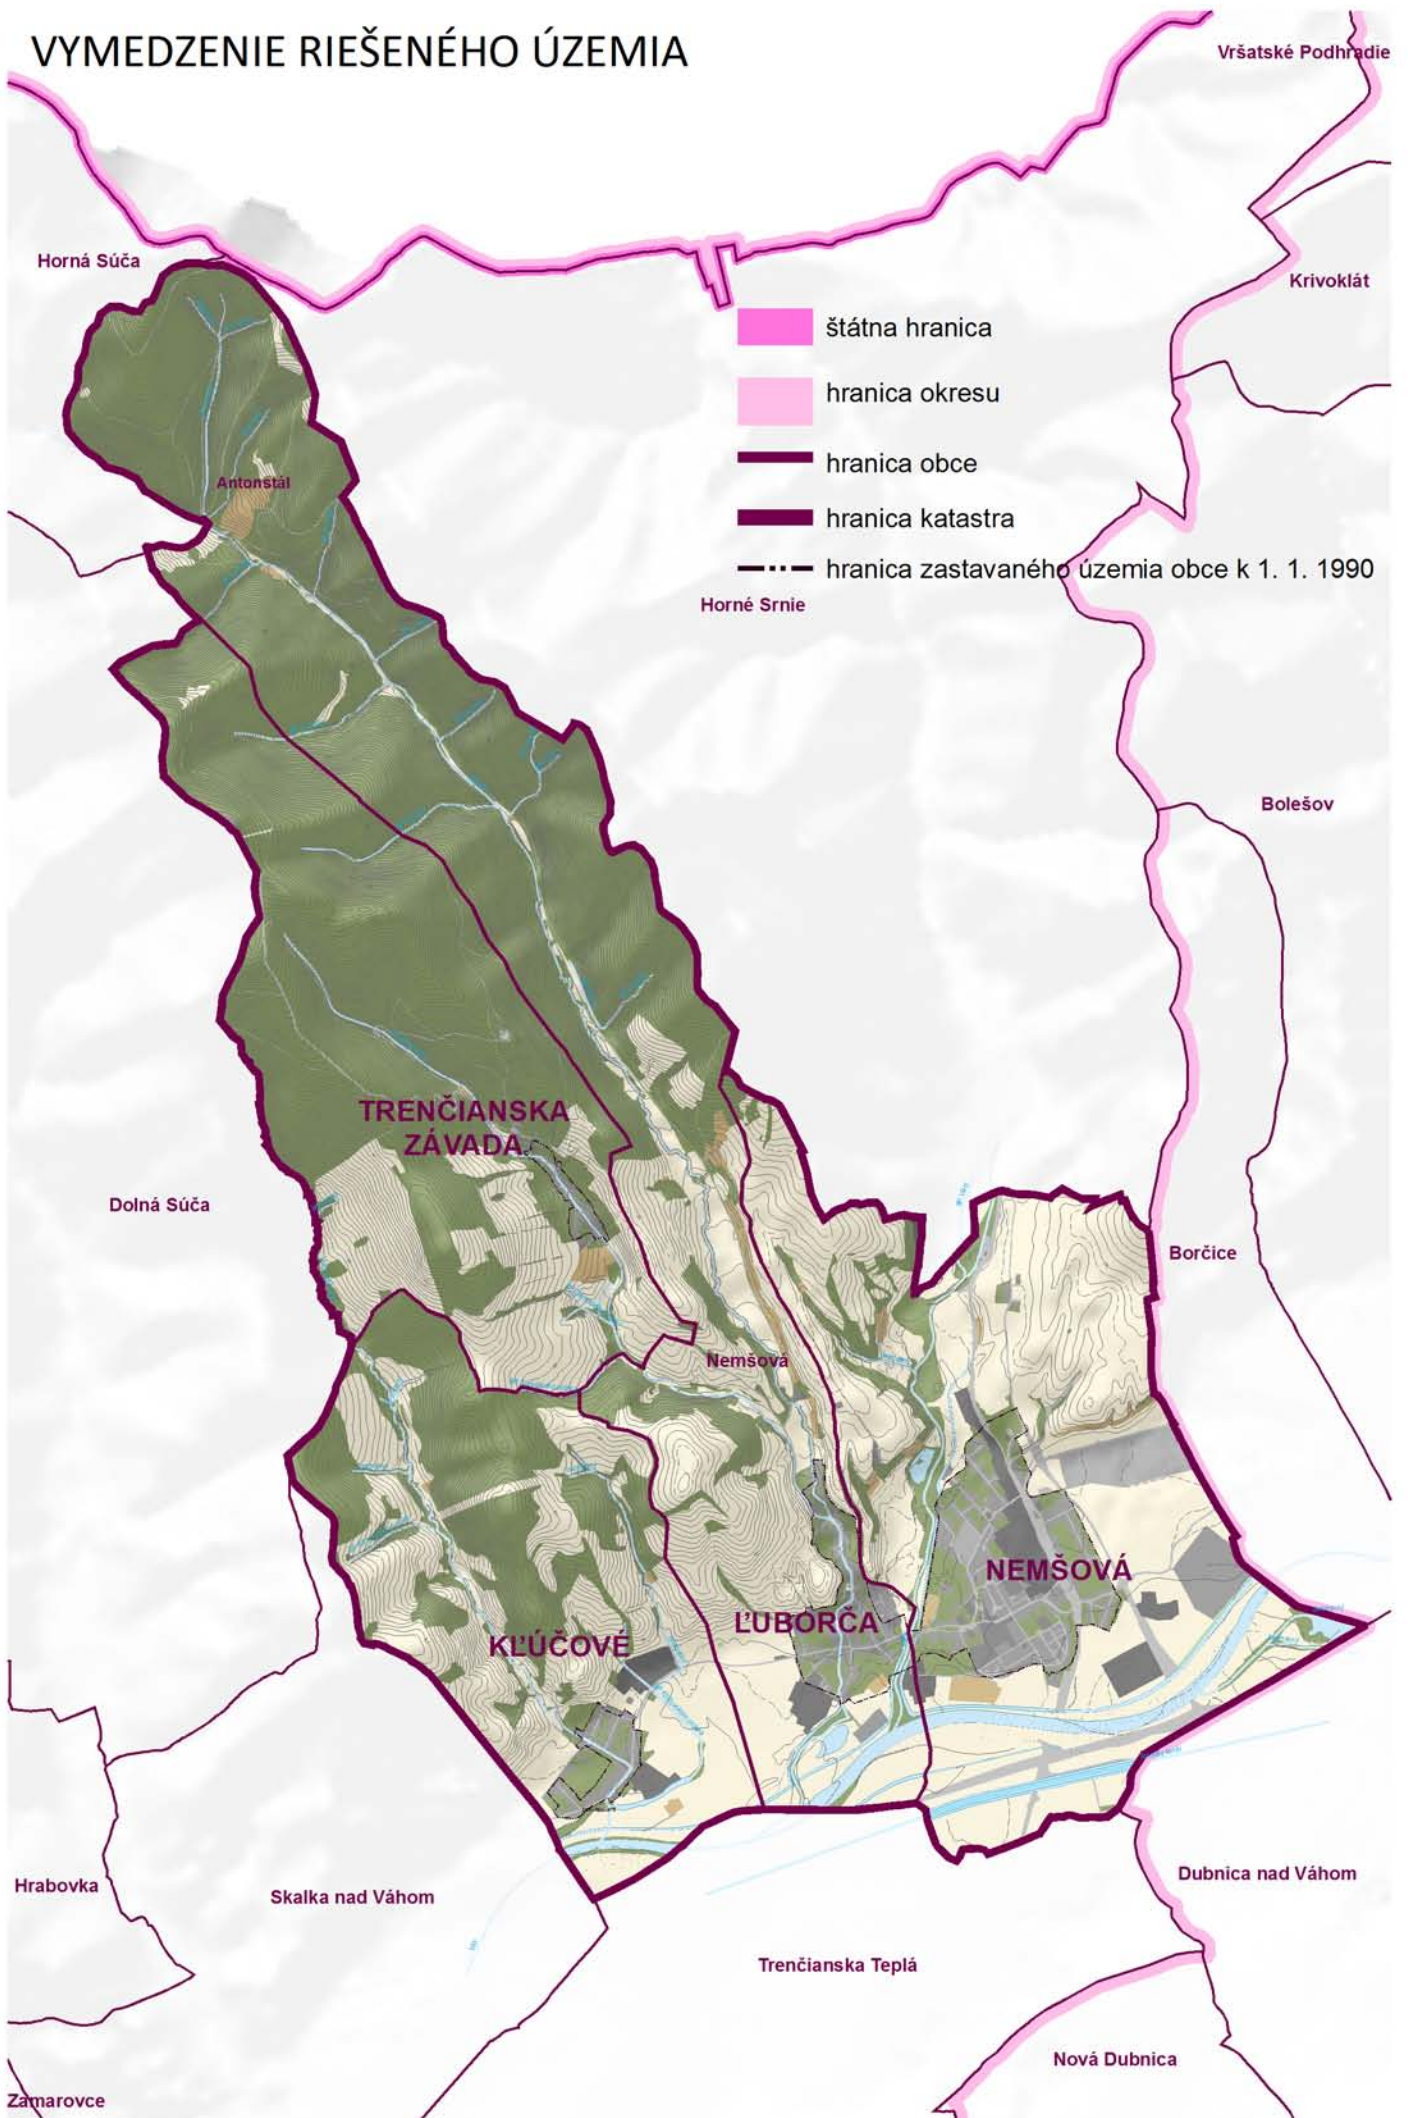 VYMEDZENIE RIEŠENÉHO ÚZEMIA
Vršatské Podhradie
Horná Súča
Krivoklát
štátna hranica
hranica okresu
hranica obce
hranica katastra
hranica zastavaného územia obce k 1. 1. 1990
Antonstál
Horné Srnie
Bolešov
TRENČIANSKA
ZÁVADA
Dolná Súča
Borčice
Nemšová
NEMŠOVÁ
ĽUBORČA
KĽÚČOVÉ
Hrabovka
Skalka nad Váhom
Dubnica nad Váhom
Trenčianska Teplá
Nová Dubnica
Zamarovce